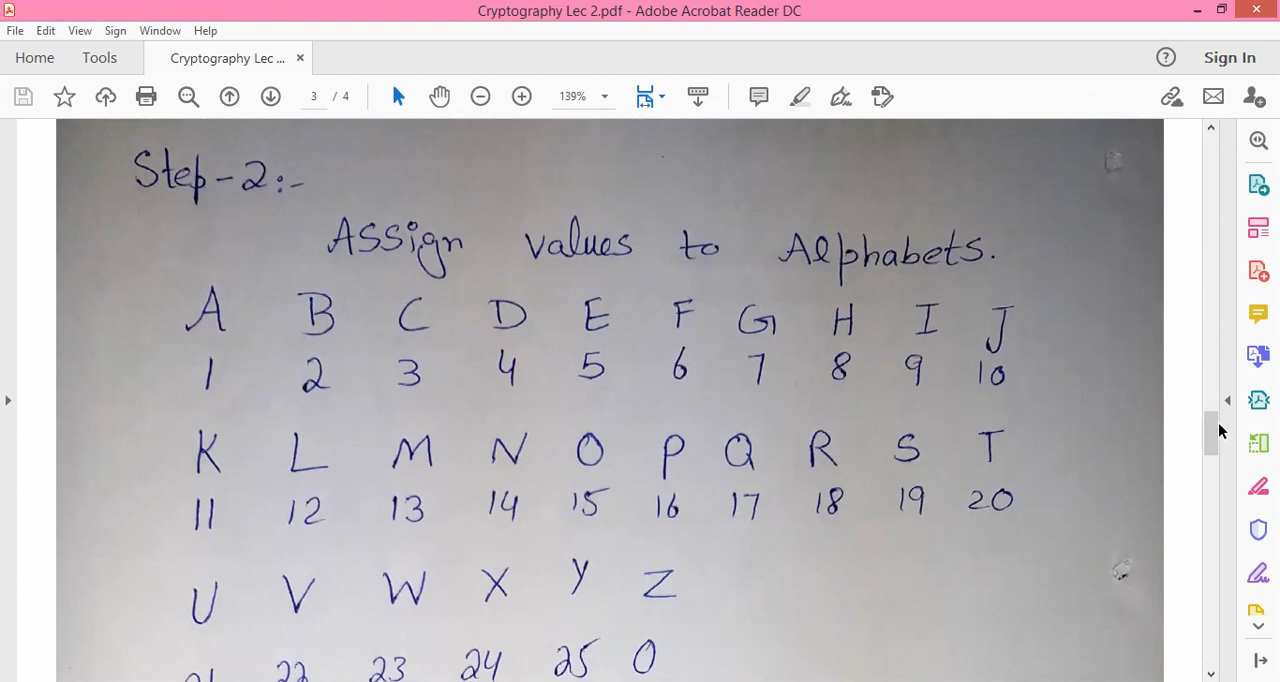 Cryptography Lec 2.pdf - Adobe Acrobat Reader DC
File Edit View Sign Window Help
Home Tools Cryptography Lec ... × ? Sign In
3 / 4 139%
Step-2:-
Assign values to Alphabets.
A B C D E F G H I J
1 2 3 4 5 6 7 8 9 10
K L M N O P Q R S T
11 12 13 14 15 16 17 18 19 20
U V W X Y Z
21 22 23 24 25 0